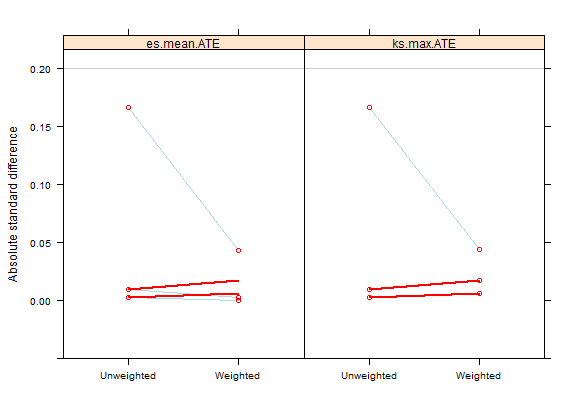 es.mean.ATE
ks.max.ATE
Absolute standard difference
0.20
0.15
0.10
0.05
0.00
Unweighted
Weighted
Unweighted
Weighted